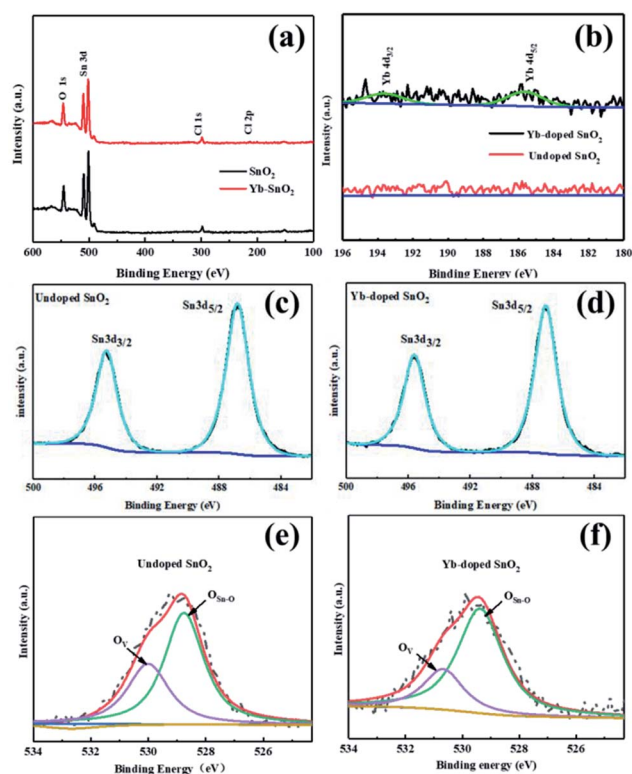 (a)
O 1s
Sn 3d
Cl 1s
Cl 2p
SnO₂
Yb-SnO₂
Intensity (a.u.)
600 500 400 300 200 100
Binding Energy (eV)
(b)
Yb 4d3/2
Yb 4d5/2
Yb-doped SnO₂
Undoped SnO₂
Intensity (a.u.)
196 194 192 190 188 186 184 182 180
Binding Energy (eV)
(c)
Undoped SnO₂
Sn3d5/2
Sn3d3/2
intensity (a.u.)
500 496 492 488 484
Binding Energy (eV)
(d)
Yb-doped SnO₂
Sn3d5/2
Sn3d3/2
intensity (a.u.)
500 496 492 488 484
Binding Energy (eV)
(e)
Undoped SnO₂
OSn-O
OV
Intensity (a.u.)
534 532 530 528 526
Binding Energy (eV)
(f)
Yb-doped SnO₂
OSn-O
OV
Intensity (a.u.)
534 532 530 528 526
Binding Energy (eV)